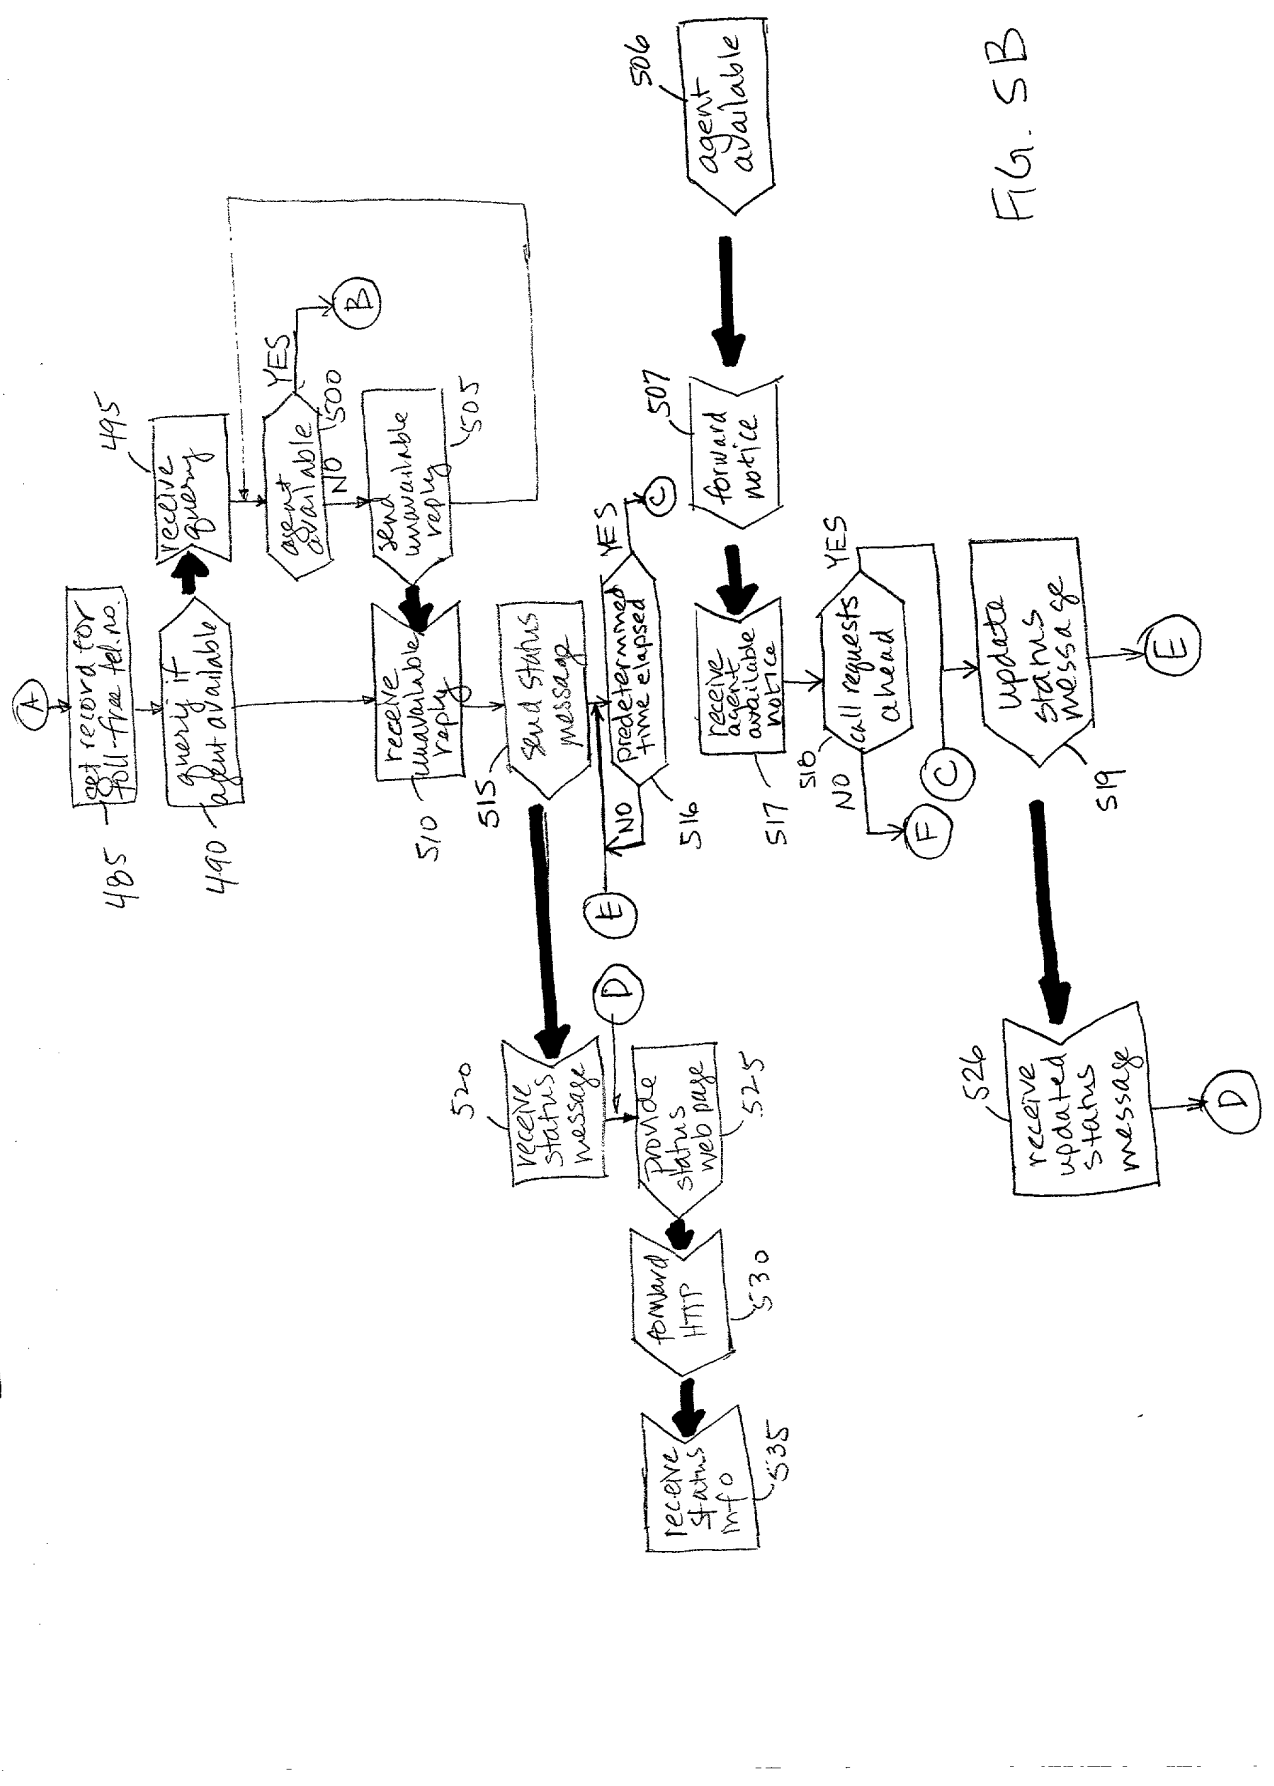 A
get record for
toll-free tel. no.
485
query if
agent available
490
receive
query
495
agent
available
500
YES
B
NO
send
unavailable
reply
505
receive
unavailable
reply
510
send status
message
515
E
predetermined
time elapsed
516
NO
YES
C
agent
available
506
forward
notice
507
receive
agent
available
notice
517
call requests
ahead
518
NO
F
YES
C
update
status
message
519
E
receive
status
message
520
D
provide
status
web page
525
forward
HTTP
530
receive
status
info
535
receive
updated
status
message
526
D
FIG. 5B